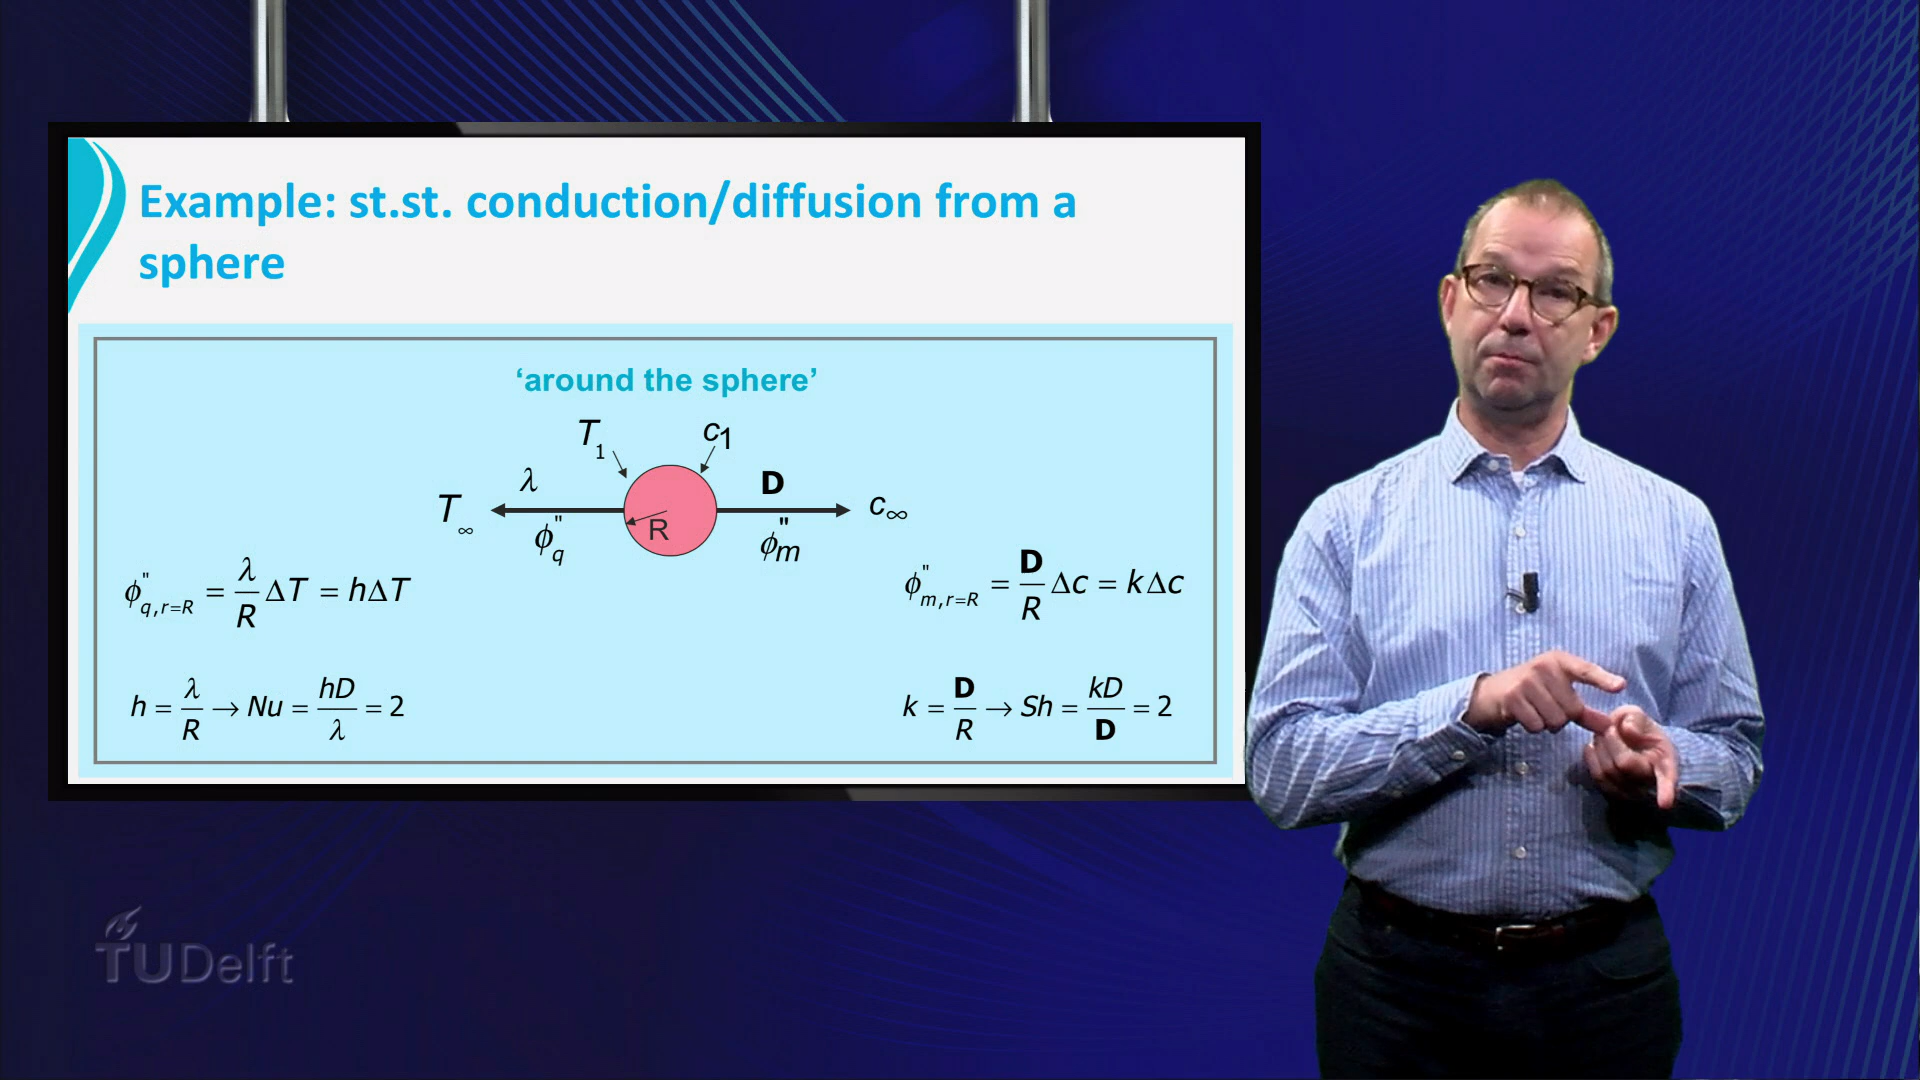 Example: st.st. conduction/diffusion from a
sphere
‘around the sphere’
T₁ c1
λ D
T∞ c∞
R
ϕ"q ϕ"m
ϕ"q,r=R = λ/R ΔT = hΔT
ϕ"m,r=R = D/R Δc = kΔc
h = λ/R → Nu = hD/λ = 2
k = D/R → Sh = kD/D = 2
TUDelft